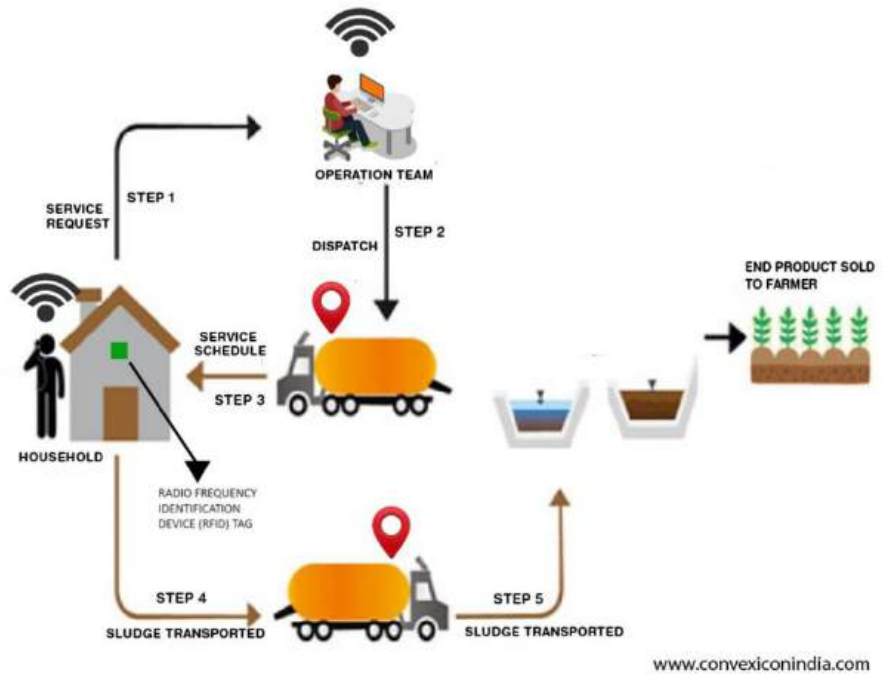 OPERATION TEAM
STEP 1
SERVICE
REQUEST
STEP 2
DISPATCH
END PRODUCT SOLD
TO FARMER
SERVICE
SCHEDULE
STEP 3
HOUSEHOLD
RADIO FREQUENCY
IDENTIFICATION
DEVICE (RFID) TAG
STEP 4
SLUDGE TRANSPORTED
STEP 5
SLUDGE TRANSPORTED
www.convexiconindia.com